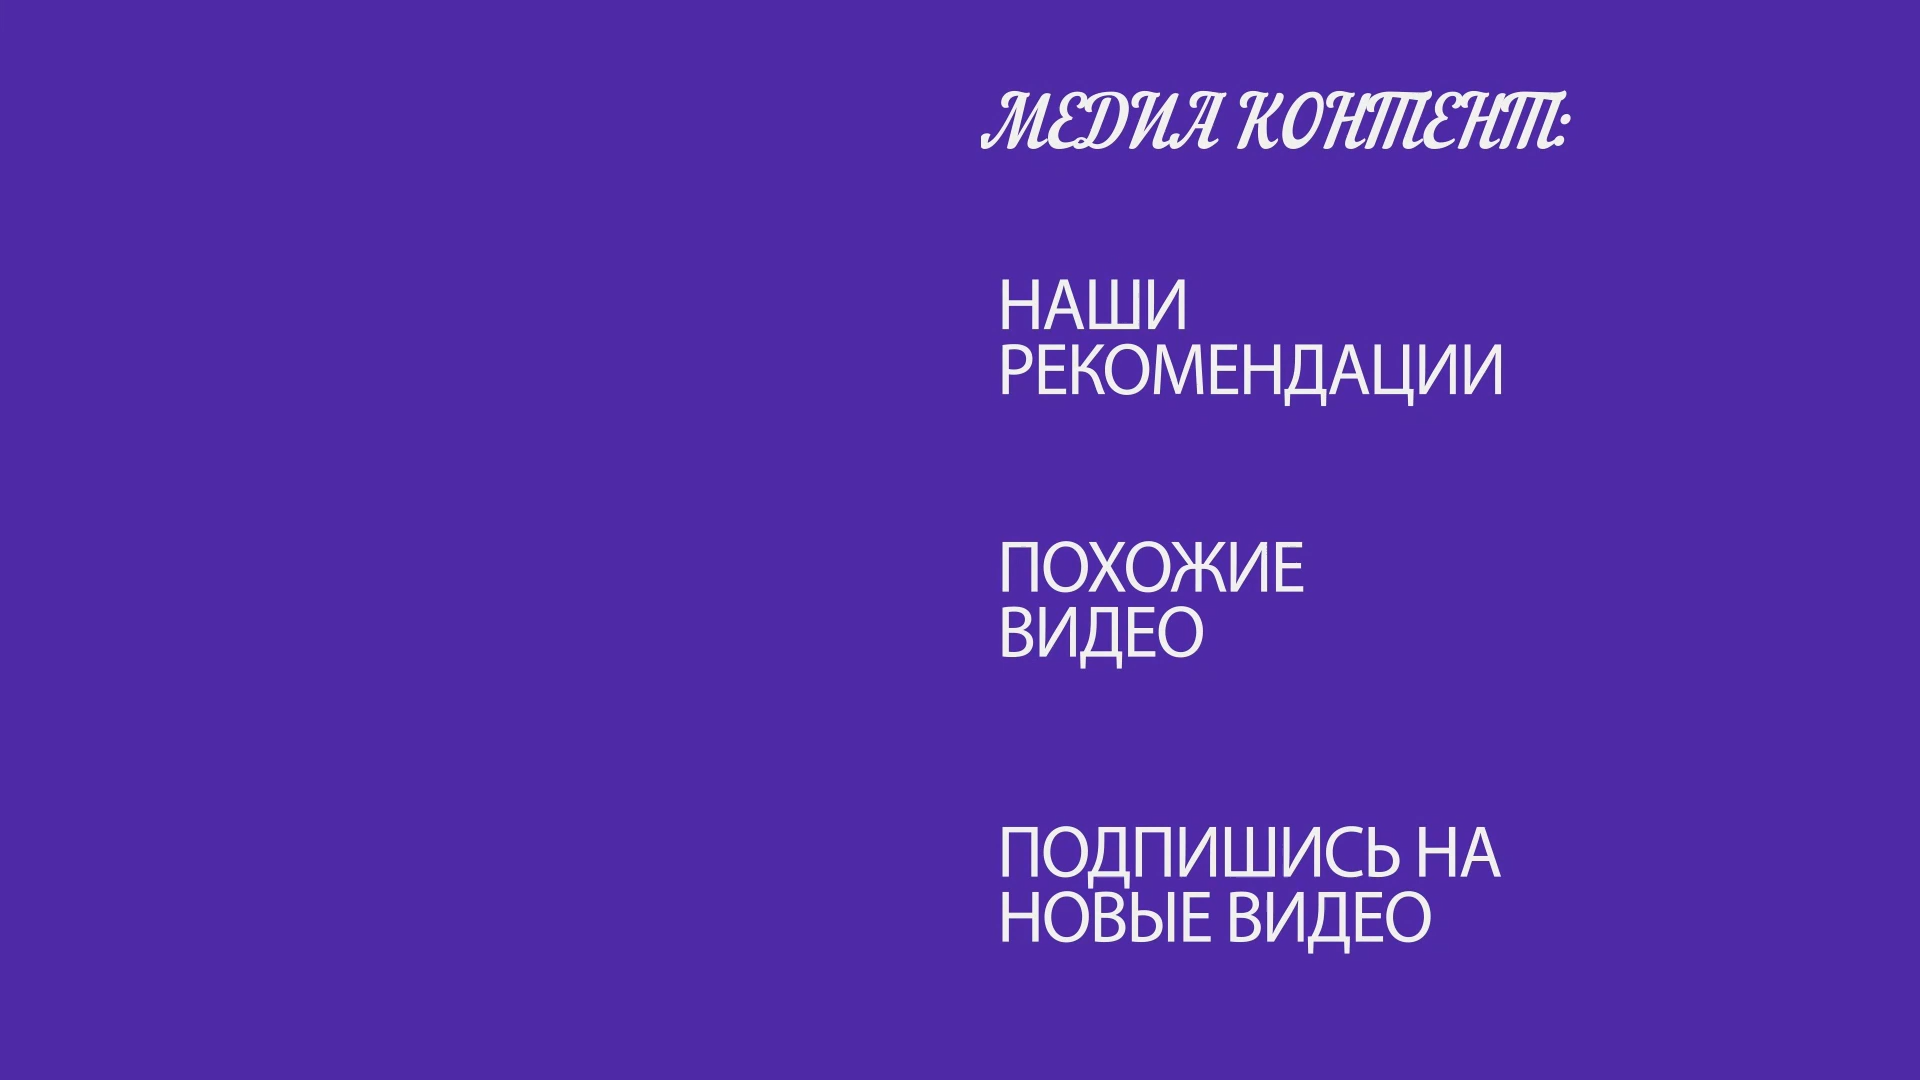 МЕДИА КОНТЕНТ:
НАШИ
РЕКОМЕНДАЦИИ
ПОХОЖИЕ
ВИДЕО
ПОДПИШИСЬ НА
НОВЫЕ ВИДЕО